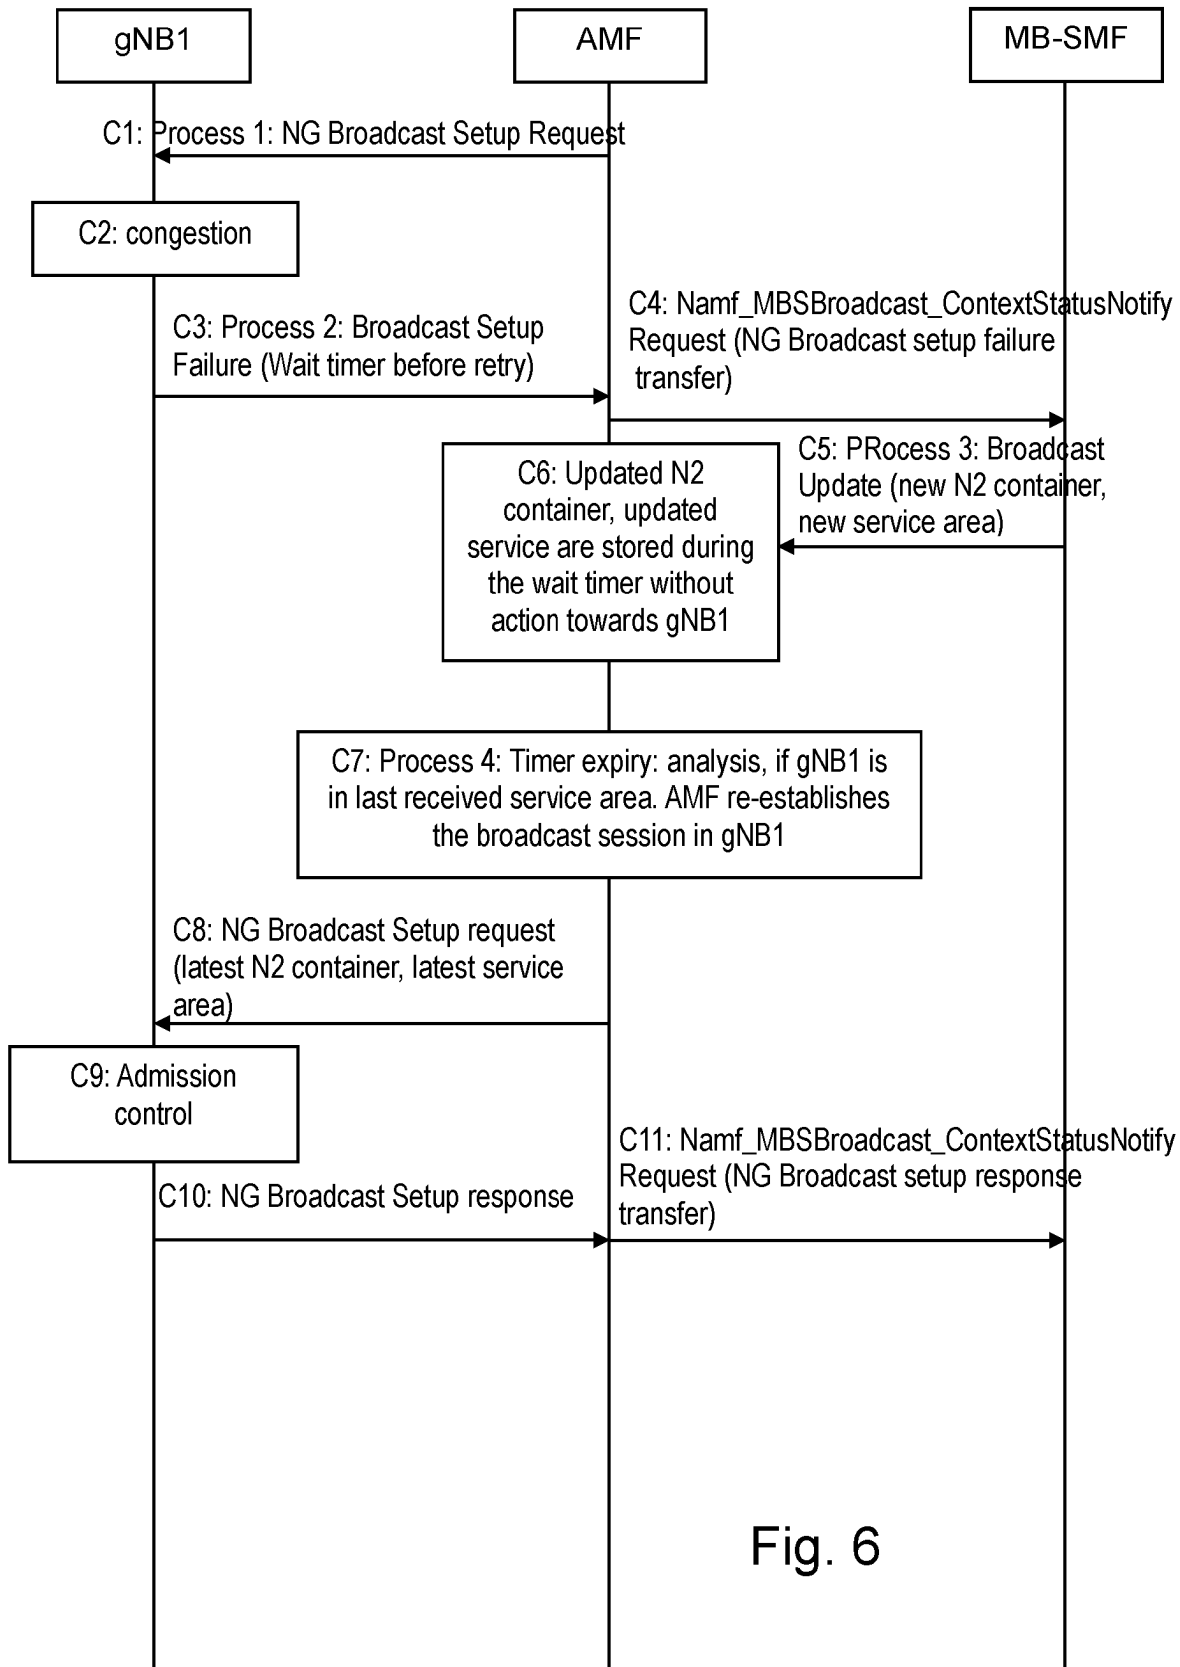 gNB1
AMF
MB-SMF
C1: Process 1: NG Broadcast Setup Request
C2: congestion
C3: Process 2: Broadcast Setup
Failure (Wait timer before retry)
C4: Namf_MBSBroadcast_ContextStatusNotify
Request (NG Broadcast setup failure
transfer)
C5: PRocess 3: Broadcast
Update (new N2 container,
new service area)
C6: Updated N2
container, updated
service are stored during
the wait timer without
action towards gNB1
C7: Process 4: Timer expiry: analysis, if gNB1 is
in last received service area. AMF re-establishes
the broadcast session in gNB1
C8: NG Broadcast Setup request
(latest N2 container, latest service
area)
C9: Admission
control
C10: NG Broadcast Setup response
C11: Namf_MBSBroadcast_ContextStatusNotify
Request (NG Broadcast setup response
transfer)
Fig. 6